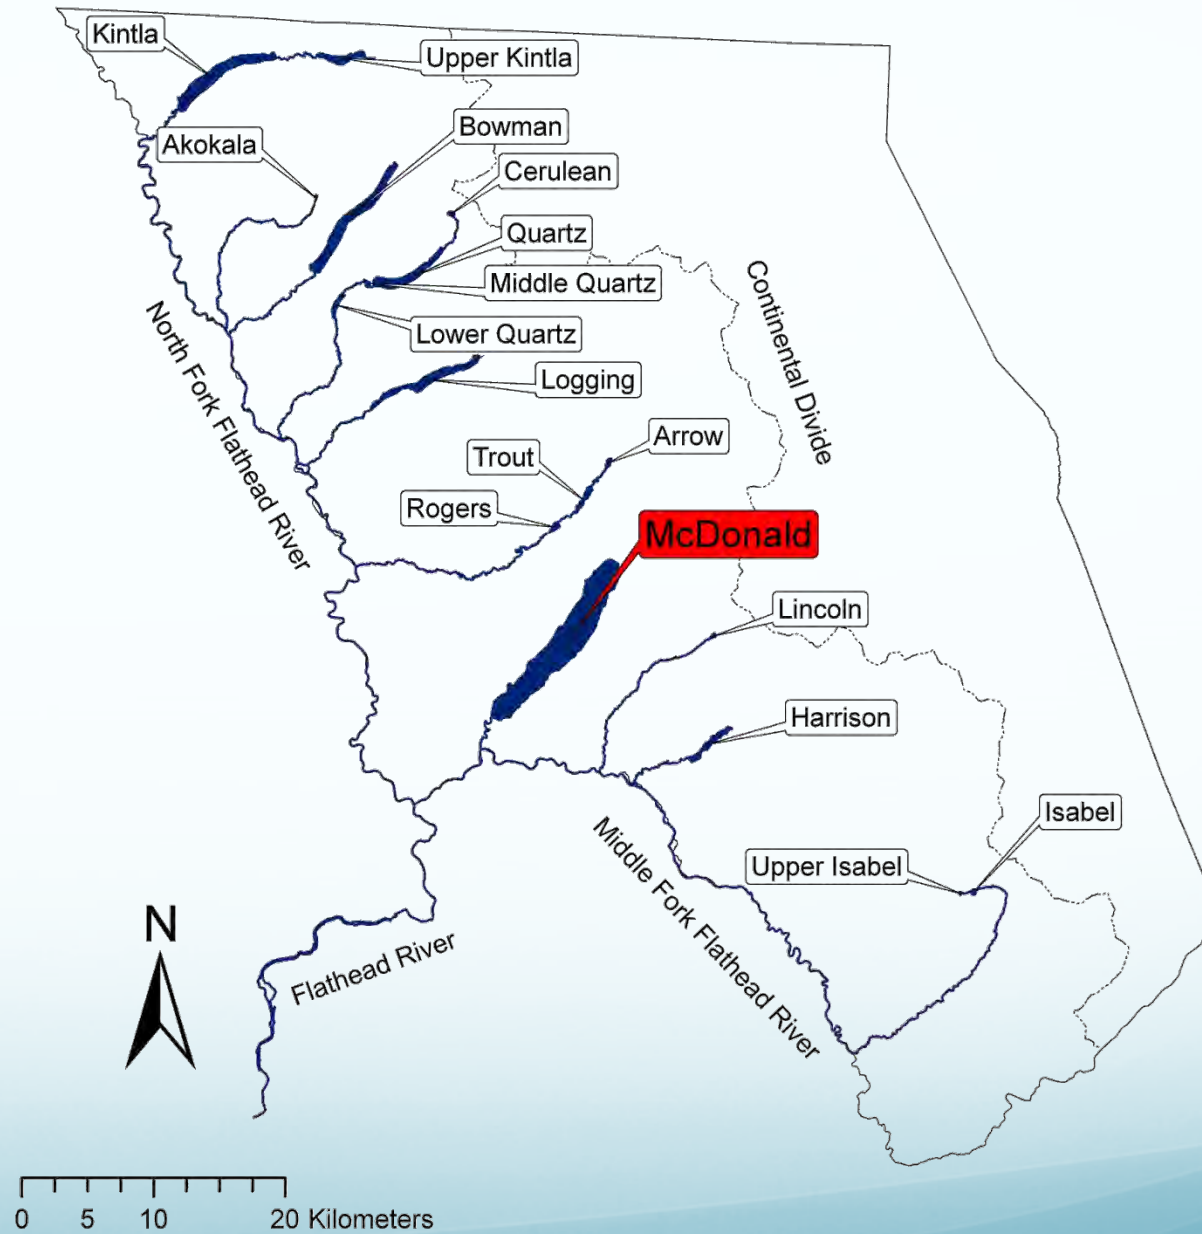 Kintla
Upper Kintla
Bowman
Akokala
Cerulean
Quartz
Middle Quartz
Lower Quartz
Logging
Continental Divide
North Fork Flathead River
Arrow
Trout
Rogers
McDonald
Lincoln
Harrison
Isabel
Upper Isabel
Middle Fork Flathead River
N
Flathead River
0 5 10 20 Kilometers